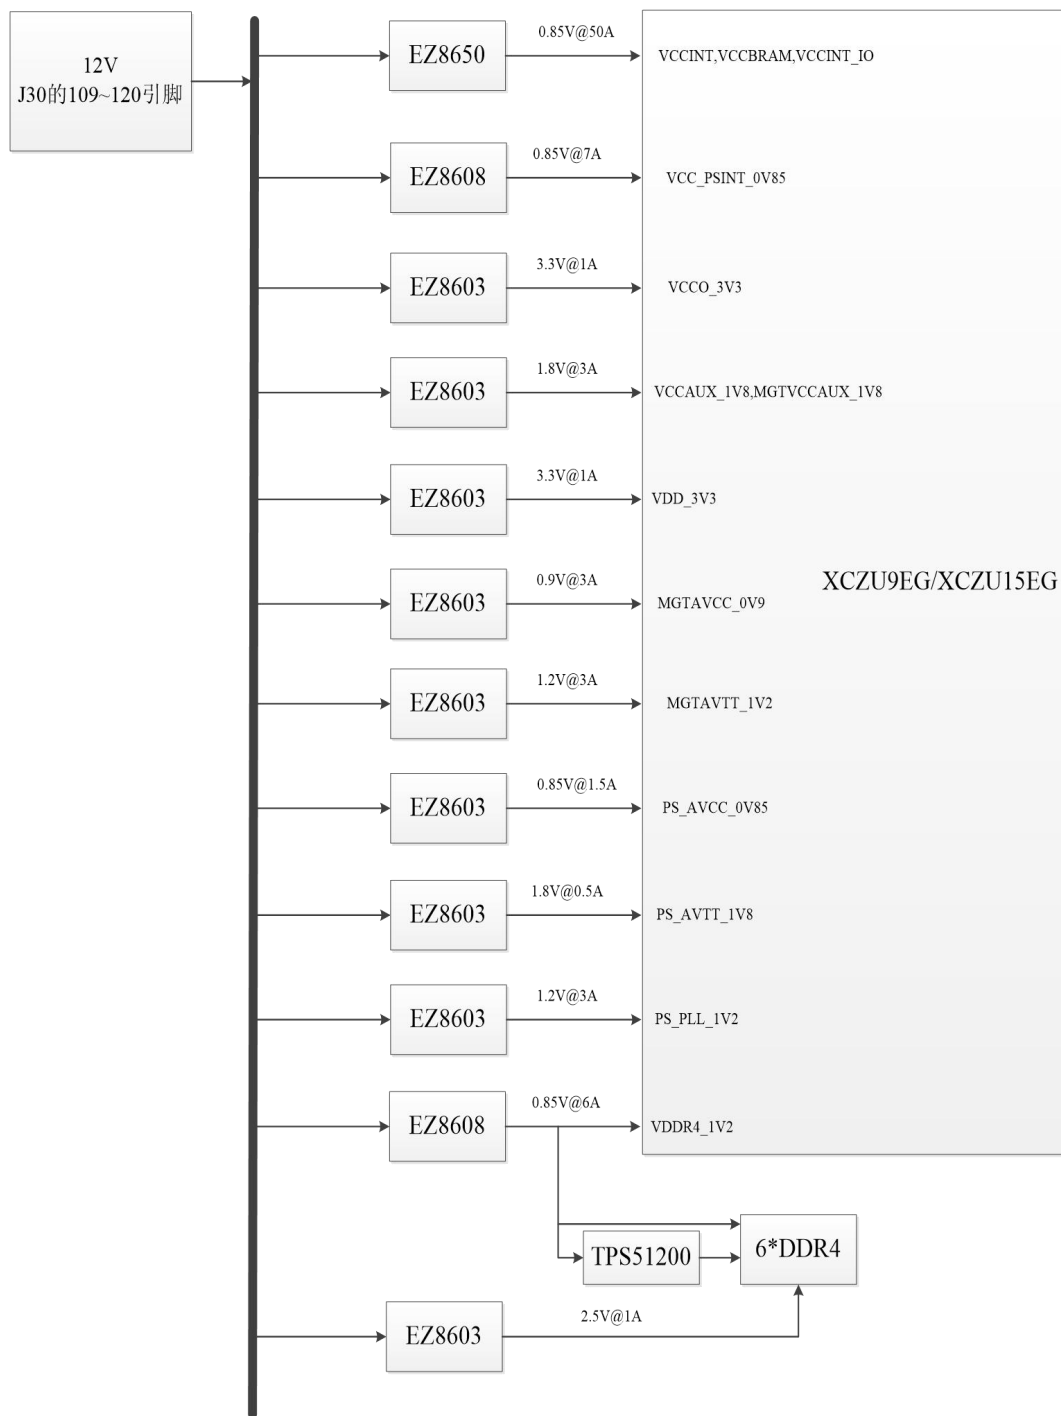 12V
J30的109~120引脚
EZ8650
0.85V@50A
VCCINT,VCCBRAM,VCCINT_IO
EZ8608
0.85V@7A
VCC_PSINT_0V85
EZ8603
3.3V@1A
VCCO_3V3
EZ8603
1.8V@3A
VCCAUX_1V8,MGTVCCAUX_1V8
EZ8603
3.3V@1A
VDD_3V3
XCZU9EG/XCZU15EG
EZ8603
0.9V@3A
MGTAVCC_0V9
EZ8603
1.2V@3A
MGTAVTT_1V2
EZ8603
0.85V@1.5A
PS_AVCC_0V85
EZ8603
1.8V@0.5A
PS_AVTT_1V8
EZ8603
1.2V@3A
PS_PLL_1V2
EZ8608
0.85V@6A
VDDR4_1V2
TPS51200
6*DDR4
EZ8603
2.5V@1A